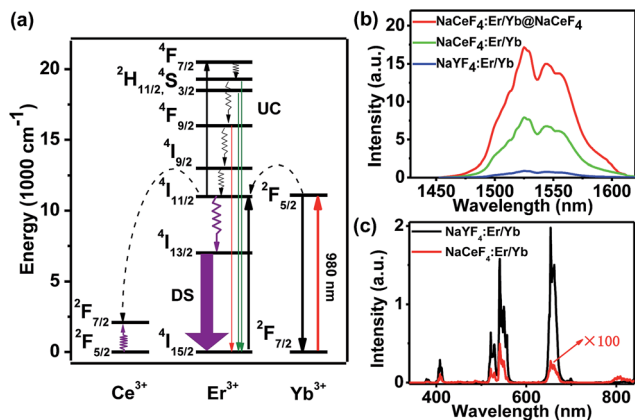 (a)
Energy (1000 cm⁻¹)
20
15
10
5
0
⁴F₇/₂
²H₁₁/₂, ⁴S₃/₂
⁴F₉/₂
⁴I₉/₂
⁴I₁₁/₂
⁴I₁₃/₂
⁴I₁₅/₂
UC
DS
²F₅/₂
²F₇/₂
980 nm
²F₇/₂
²F₅/₂
Ce³⁺ Er³⁺ Yb³⁺
(b)
Intensity (a.u.)
20
15
10
5
0
NaCeF₄:Er/Yb@NaCeF₄
NaCeF₄:Er/Yb
NaYF₄:Er/Yb
1450 1500 1550 1600
Wavelength (nm)
(c)
Intensity (a.u.)
2
1
0
NaYF₄:Er/Yb
NaCeF₄:Er/Yb
×100
400 600 800
Wavelength (nm)